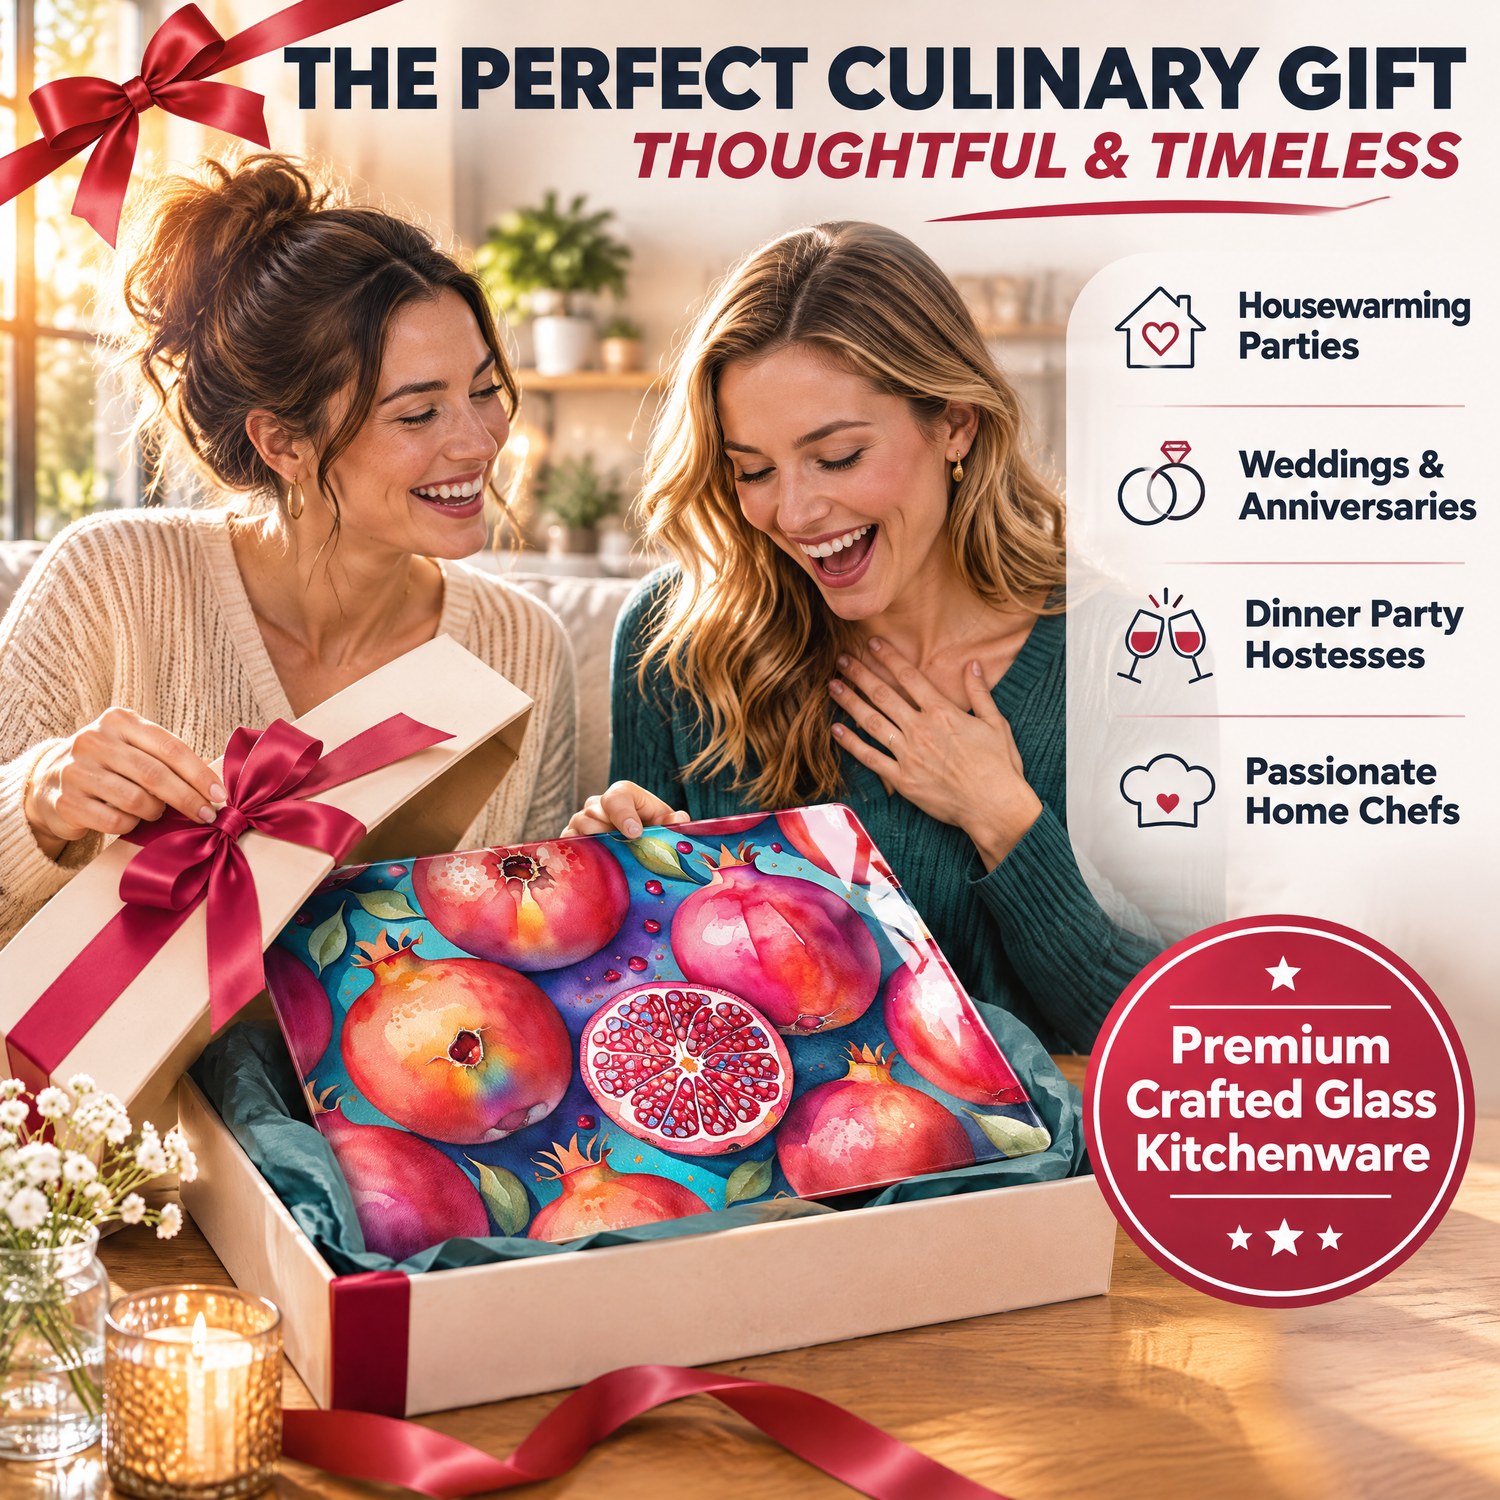 THE PERFECT CULINARY GIFT
THOUGHTFUL & TIMELESS
Housewarming
Parties
Weddings &
Anniversaries
Dinner Party
Hostesses
Passionate
Home Chefs
Premium
Crafted Glass
Kitchenware